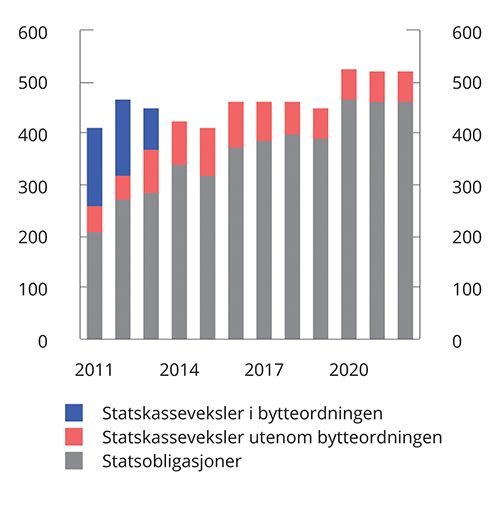 600 600
500 500
400 400
300 300
200 200
100 100
0 0
2011 2014 2017 2020
Statskasseveksler i bytteordningen
Statskasseveksler utenom bytteordningen
Statsobligasjoner